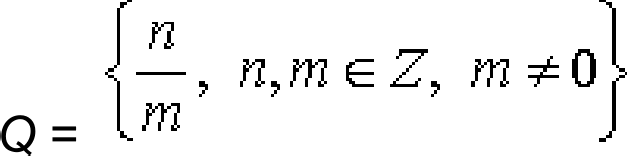 Q = { n/m, n, m ∈ Z, m ≠ 0 }